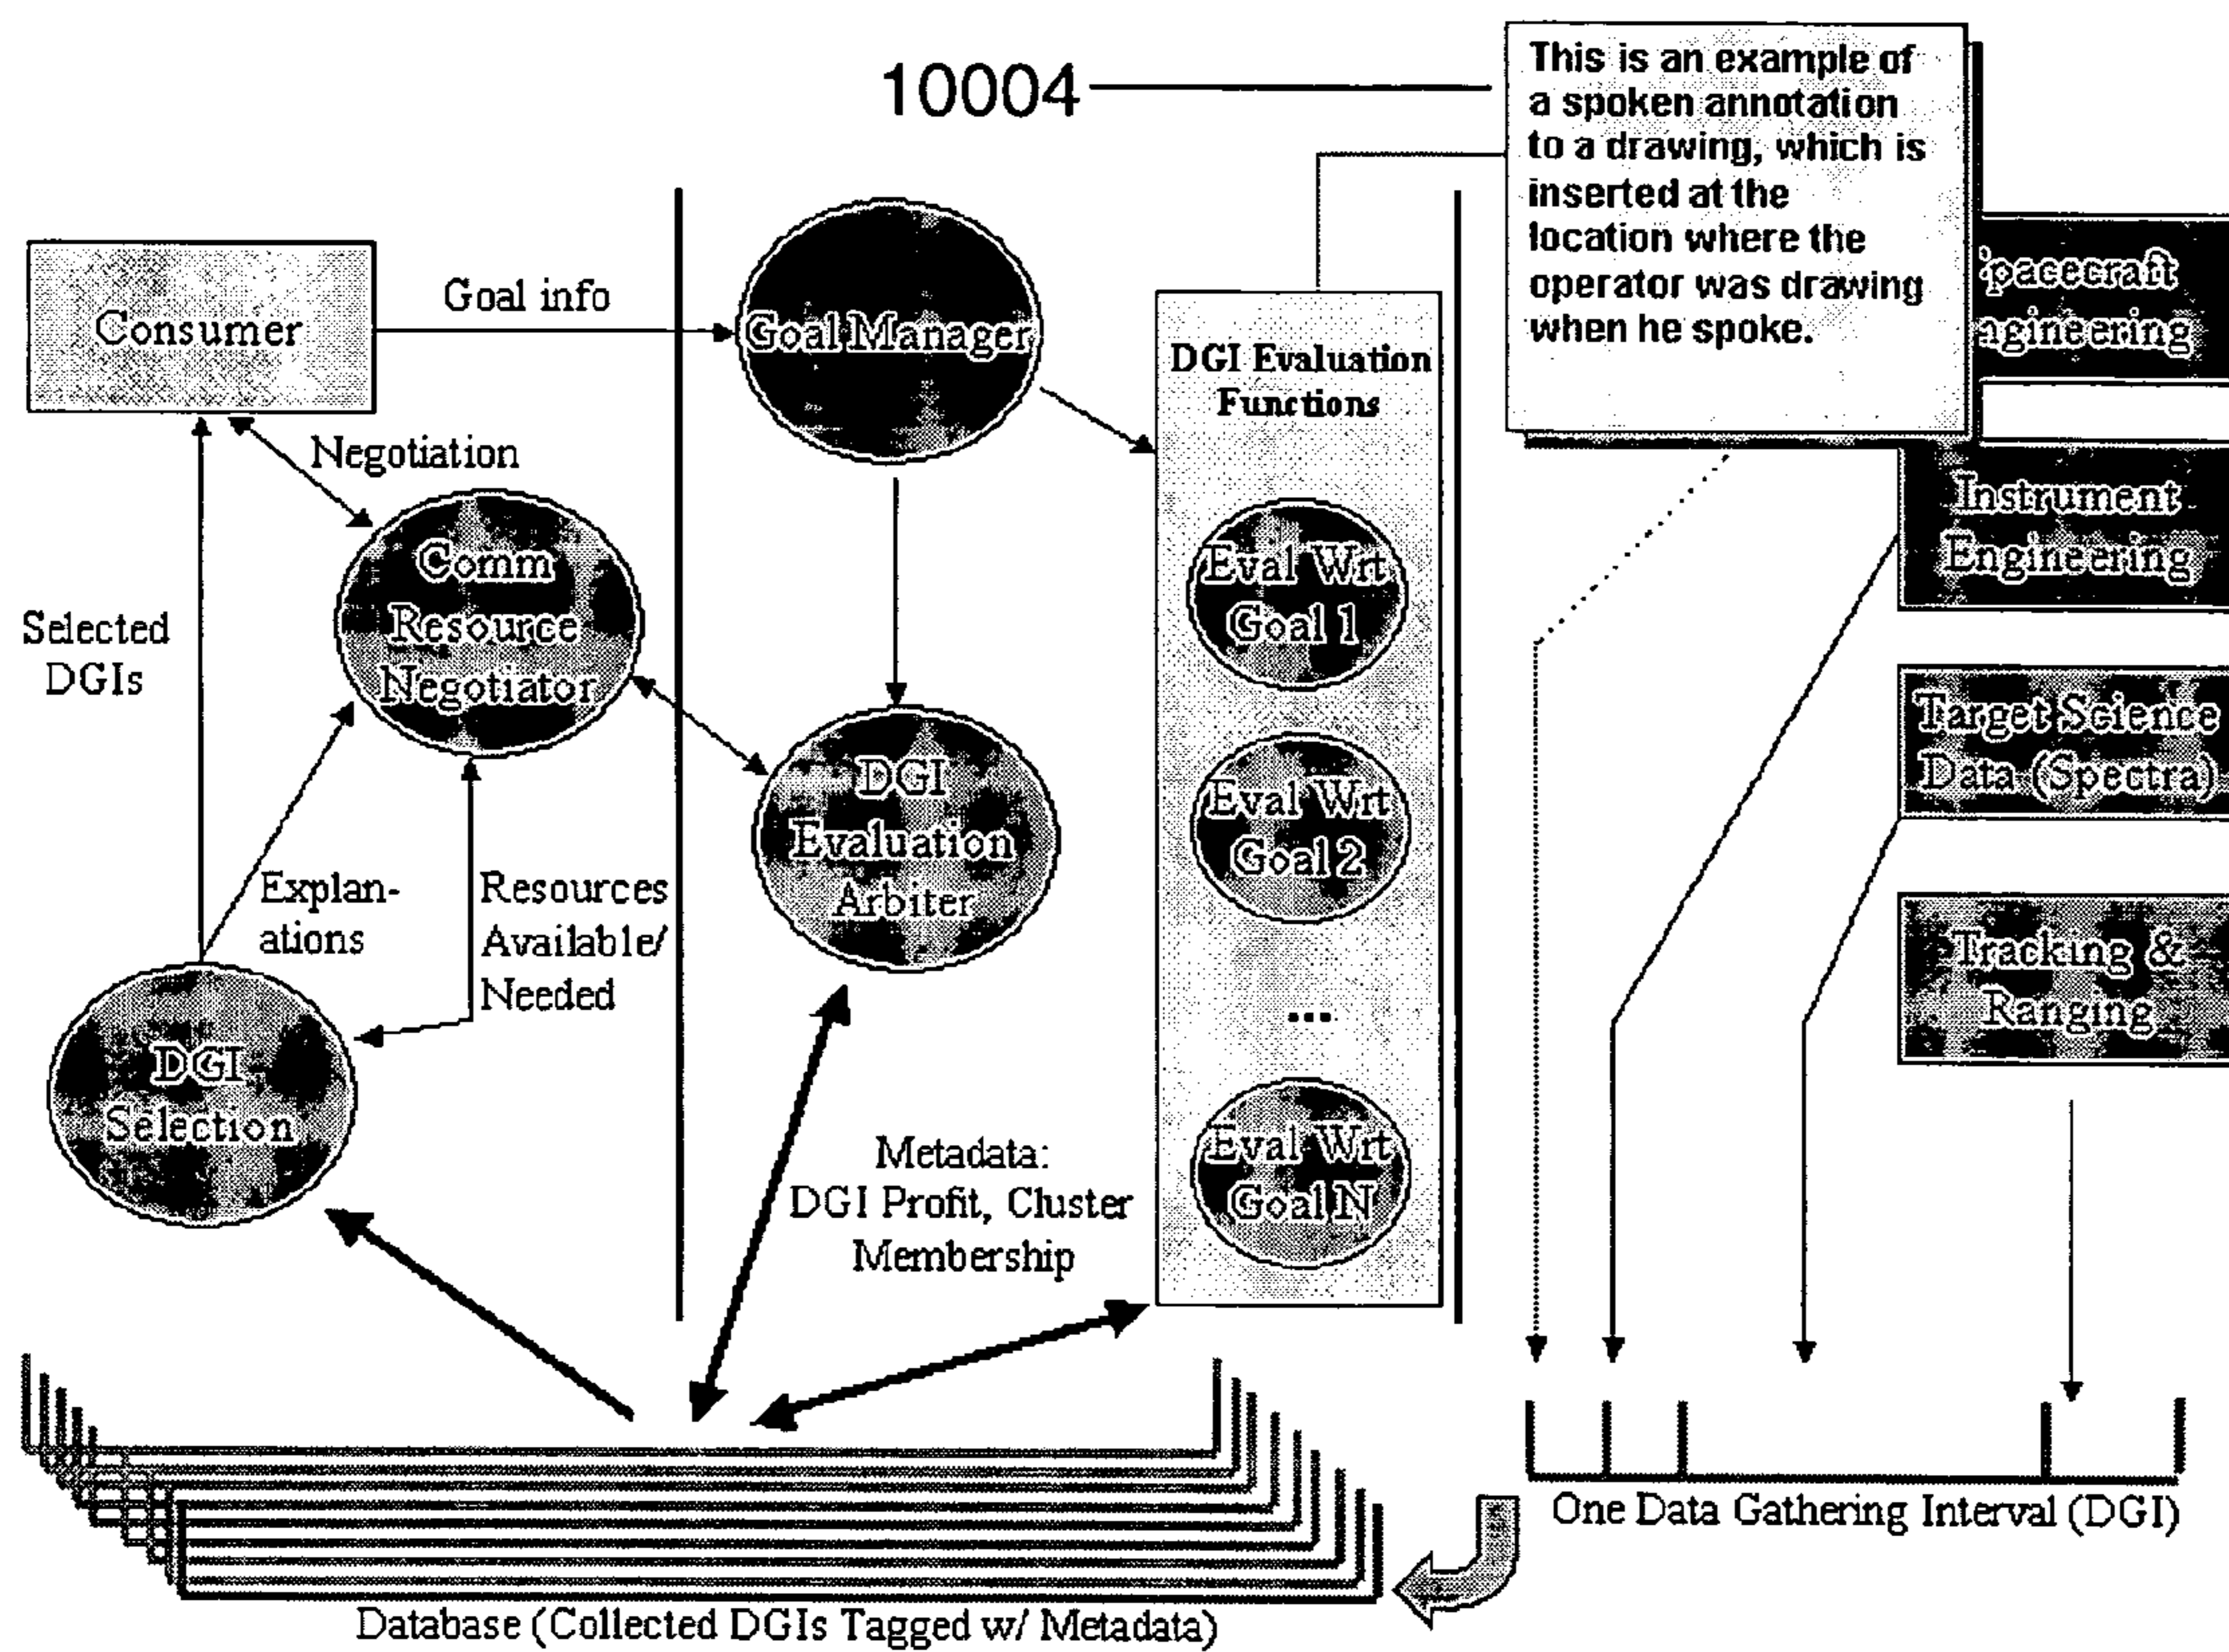 10004
This is an example of
a spoken annotation
to a drawing, which is
inserted at the
location where the
operator was drawing
when he spoke.
Consumer
Goal info
Goal Manager
Negotiation
Comm
Resource
Negotiator
Selected
DGIs
Explan-
ations
Resources
Available/
Needed
DGI
Selection
DGI
Evaluation
Arbiter
Metadata:
DGI Profit, Cluster
Membership
DGI Evaluation
Functions
Eval Wrt
Goal 1
Eval Wrt
Goal 2
...
Eval Wrt
Goal N
pacecraft
gineering
Instrument
Engineering
Target Science
Data (Spectra)
Tracking &
Ranging
One Data Gathering Interval (DGI)
Database (Collected DGIs Tagged w/ Metadata)